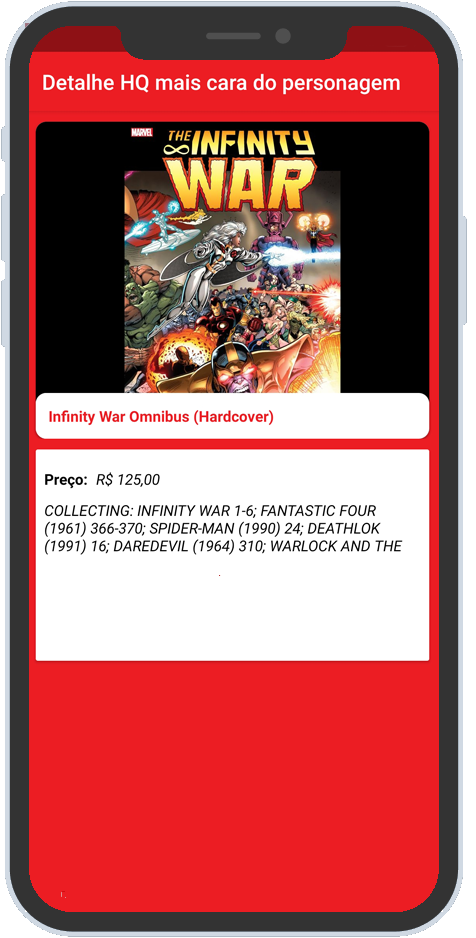 Detalhe HQ mais cara do personagem
MARVEL
THE
INFINITY
WAR
Infinity War Omnibus (Hardcover)
Preço: R$ 125,00
COLLECTING: INFINITY WAR 1-6; FANTASTIC FOUR
(1961) 366-370; SPIDER-MAN (1990) 24; DEATHLOK
(1991) 16; DAREDEVIL (1964) 310; WARLOCK AND THE